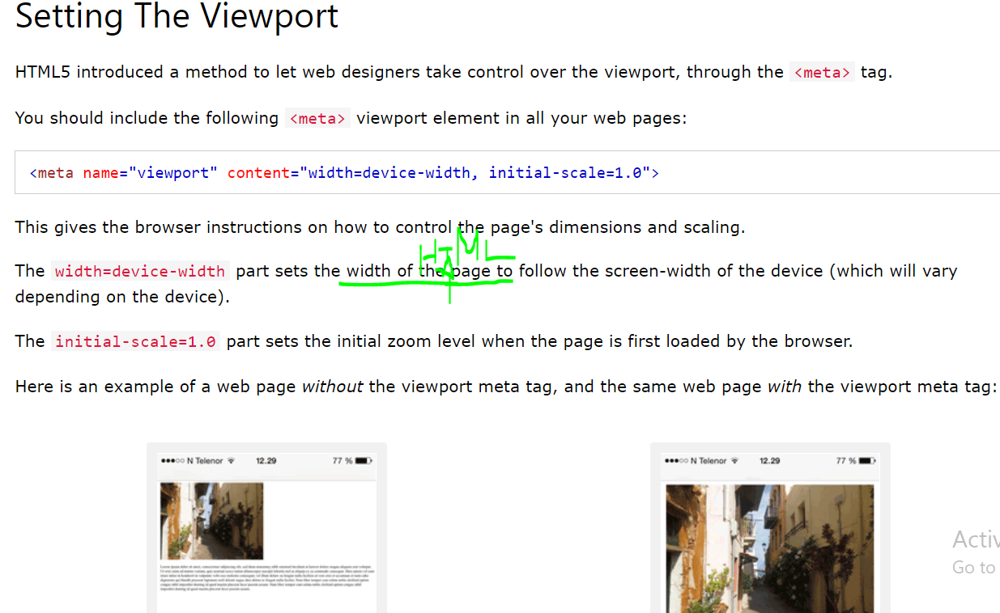 Setting The Viewport
HTML5 introduced a method to let web designers take control over the viewport, through the <meta> tag.
You should include the following <meta> viewport element in all your web pages:
<meta name="viewport" content="width=device-width, initial-scale=1.0">
This gives the browser instructions on how to control the page's dimensions and scaling.
HTML
The width=device-width part sets the width of the page to follow the screen-width of the device (which will vary
depending on the device).
The initial-scale=1.0 part sets the initial zoom level when the page is first loaded by the browser.
Here is an example of a web page without the viewport meta tag, and the same web page with the viewport meta tag:
N Telenor 12.29 77 %
N Telenor 12.29 77 %
Activ
Go to